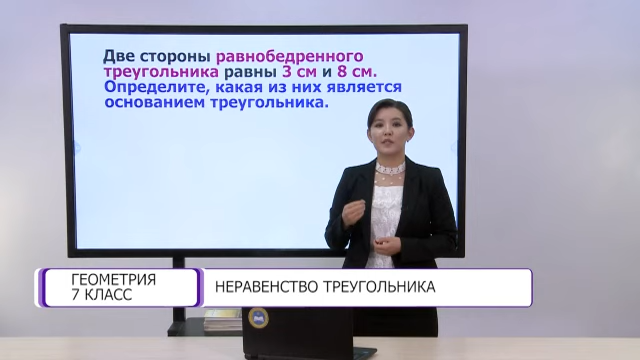 Две стороны равнобедренного
треугольника равны 3 см и 8 см.
Определите, какая из них является
основанием треугольника.
ГЕОМЕТРИЯ
7 КЛАСС
НЕРАВЕНСТВО ТРЕУГОЛЬНИКА